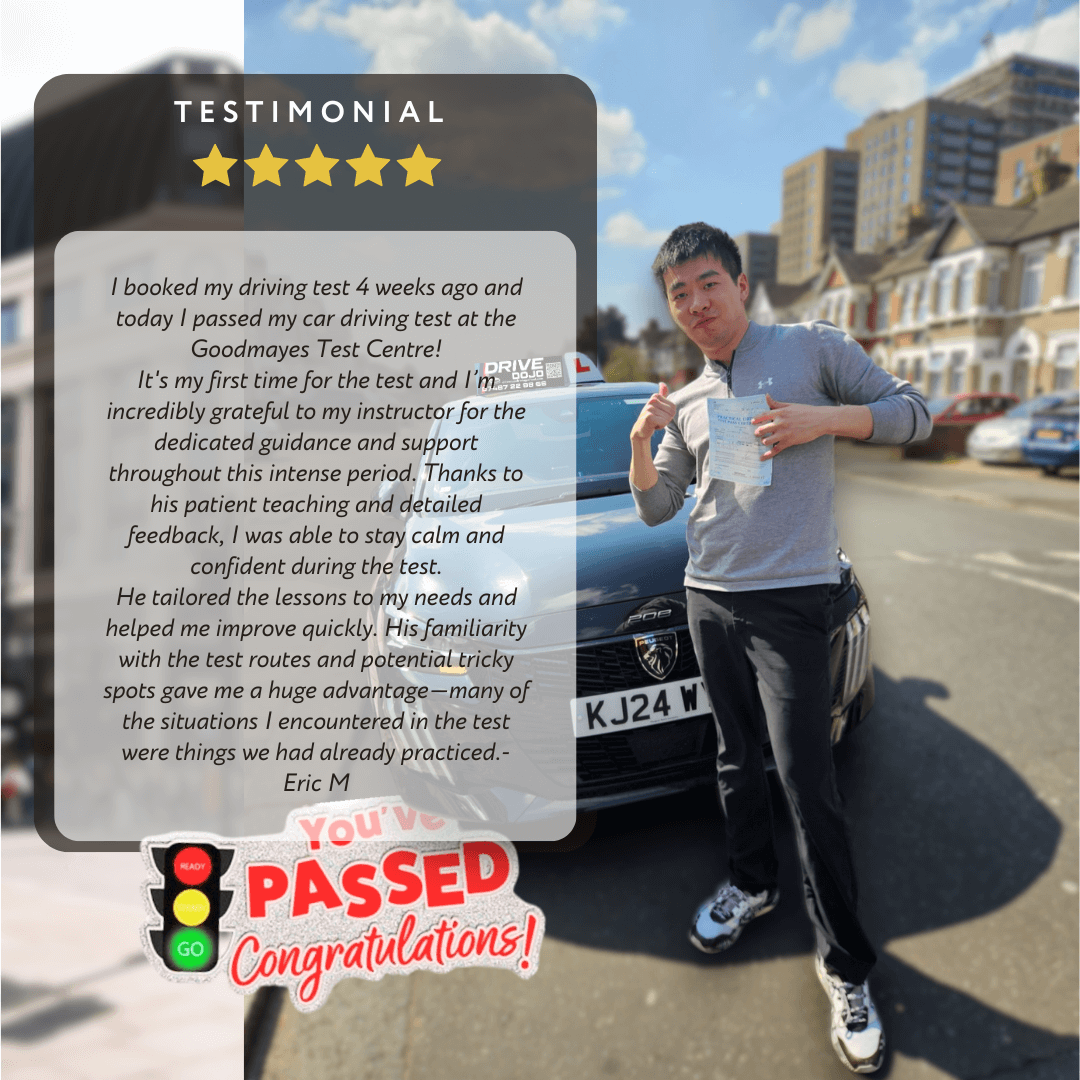 TESTIMONIAL
I booked my driving test 4 weeks ago and
today I passed my car driving test at the
Goodmayes Test Centre!
It's my first time for the test and I'm
incredibly grateful to my instructor for the
dedicated guidance and support
throughout this intense period. Thanks to
his patient teaching and detailed
feedback, I was able to stay calm and
confident during the test.
He tailored the lessons to my needs and
helped me improve quickly. His familiarity
with the test routes and potential tricky
spots gave me a huge advantage—many of
the situations I encountered in the test
were things we had already practiced.-
Eric M
DRIVE
DOJO
L
208
PEUGEOT
KJ24 W
You've
PASSED
Congratulations!
READY
GO